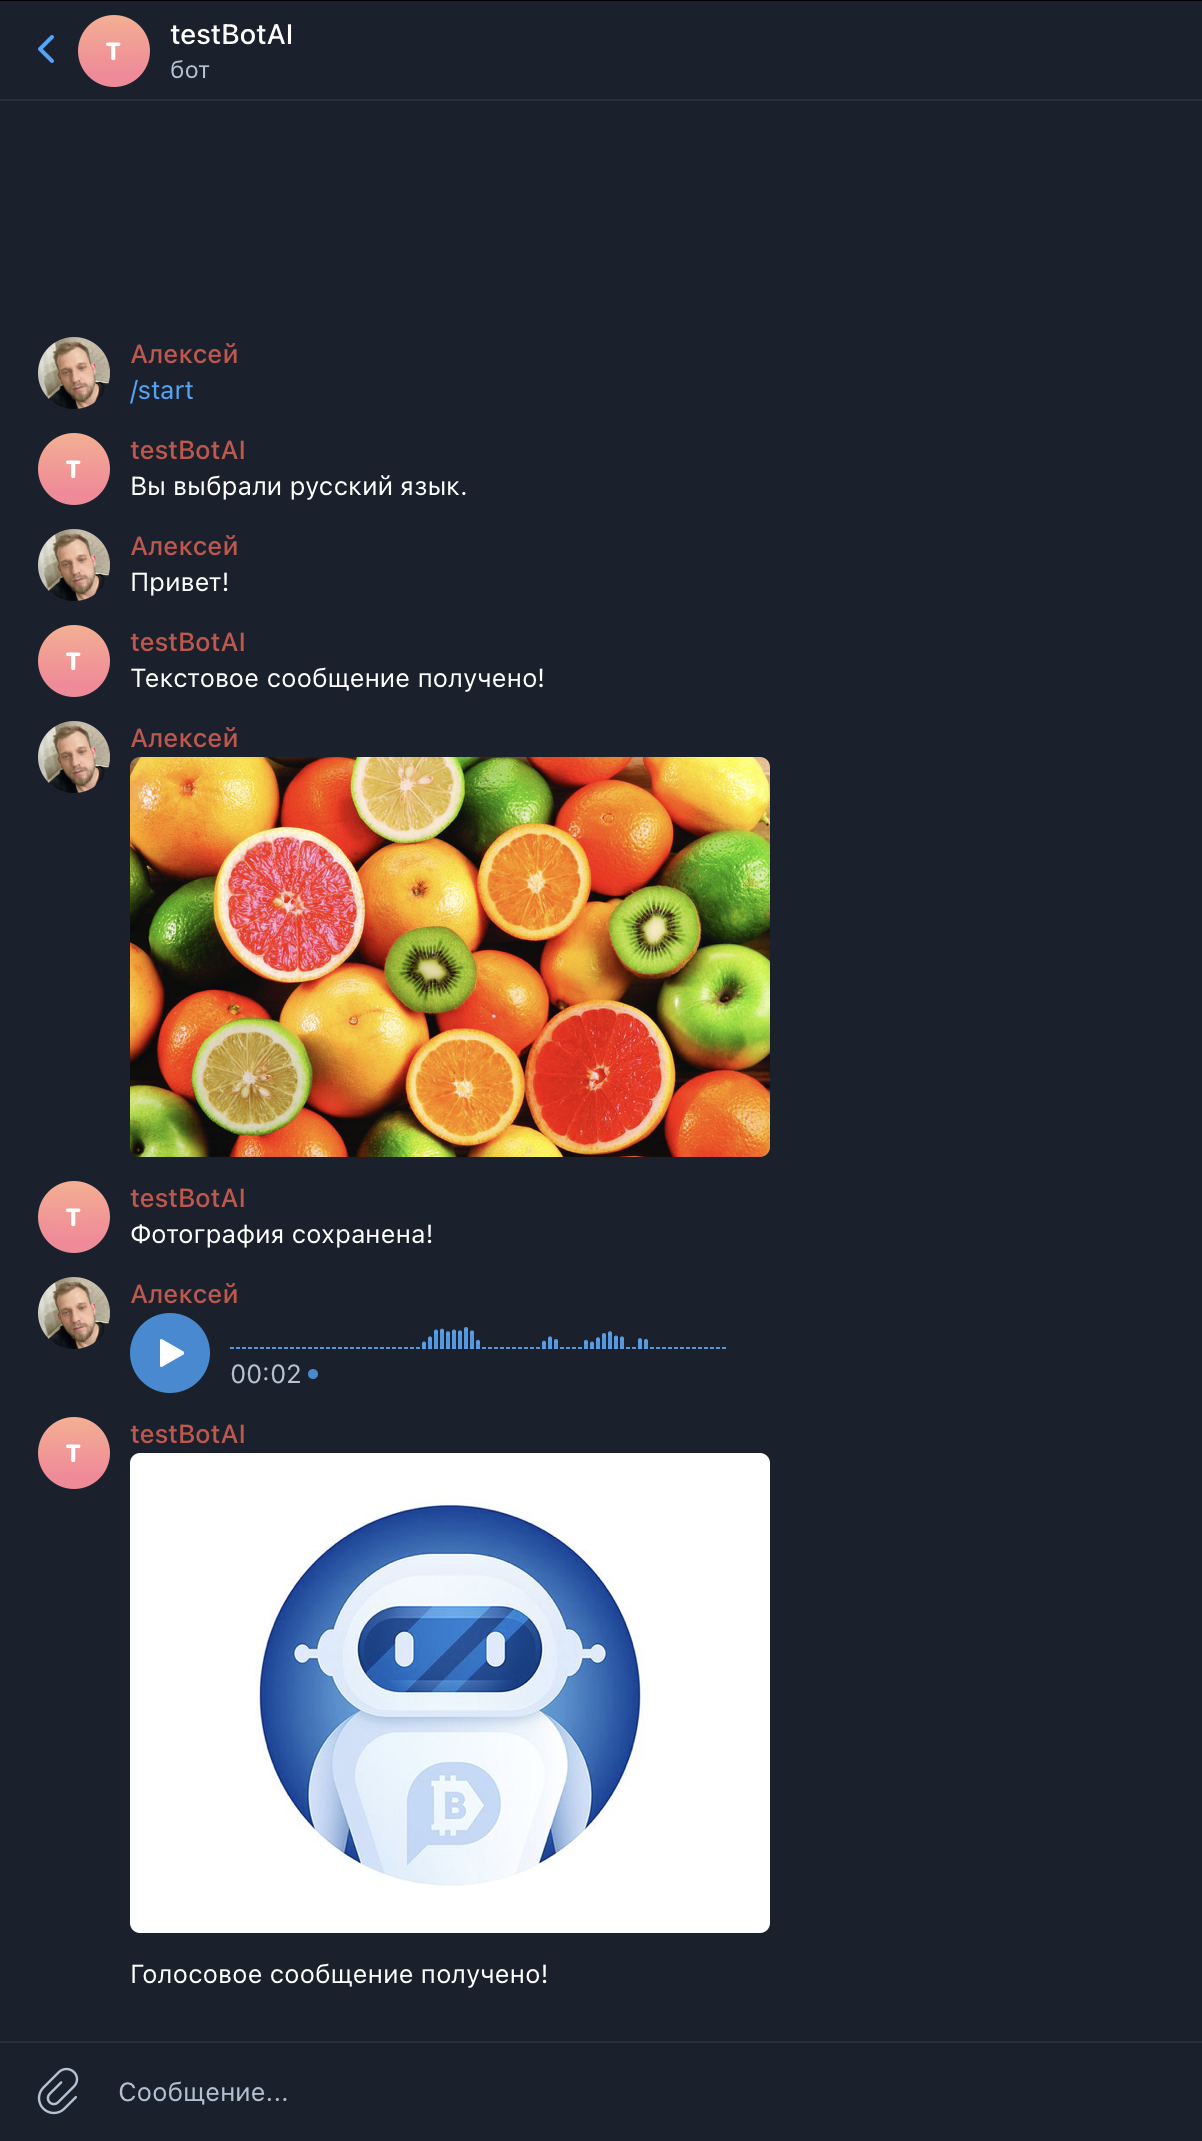 T
testBotAI
бот
Алексей
/start
T
testBotAI
Вы выбрали русский язык.
Алексей
Привет!
T
testBotAI
Текстовое сообщение получено!
Алексей
T
testBotAI
Фотография сохранена!
Алексей
00:02
T
testBotAI
B
Голосовое сообщение получено!
Сообщение...